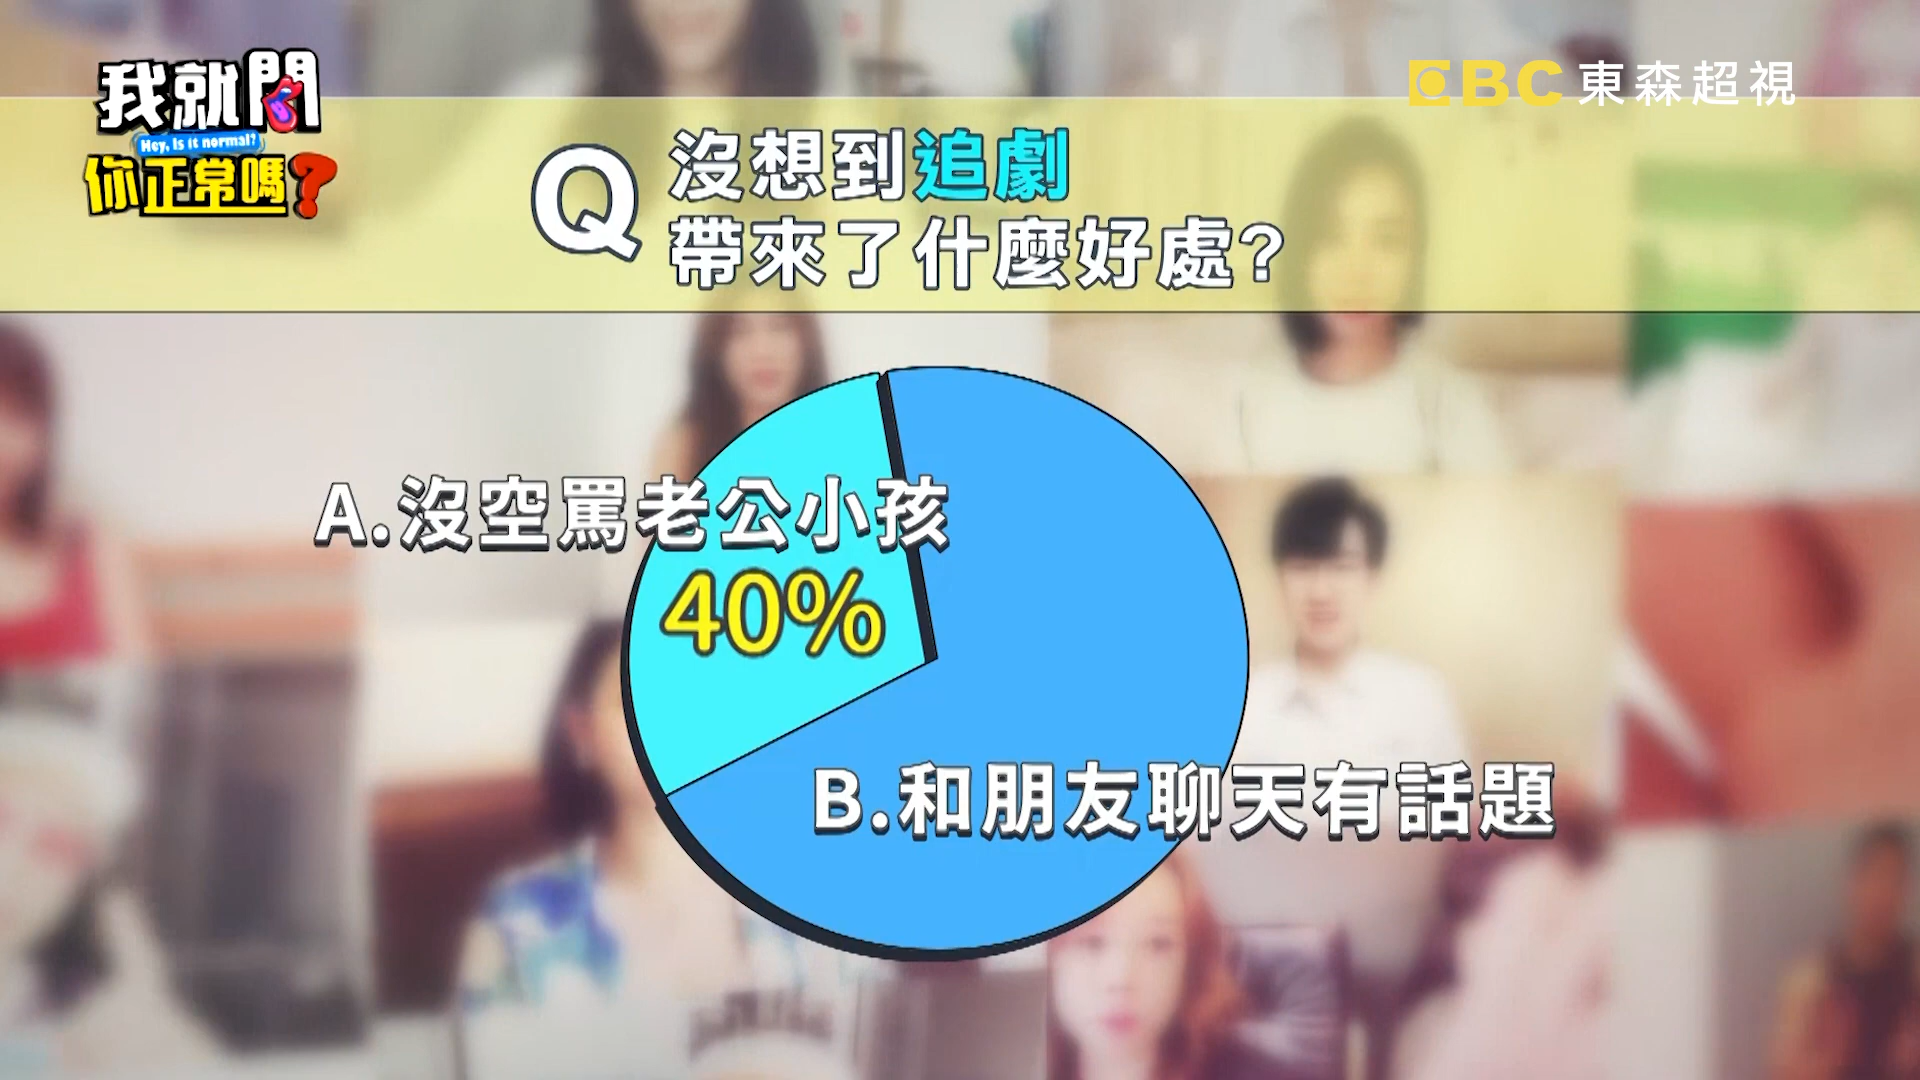 我就問
Hey, is it normal?
你正常嗎?
EBC 東森超視
Q 沒想到追劇
帶來了什麼好處?
A.沒空罵老公小孩
40%
B.和朋友聊天有話題